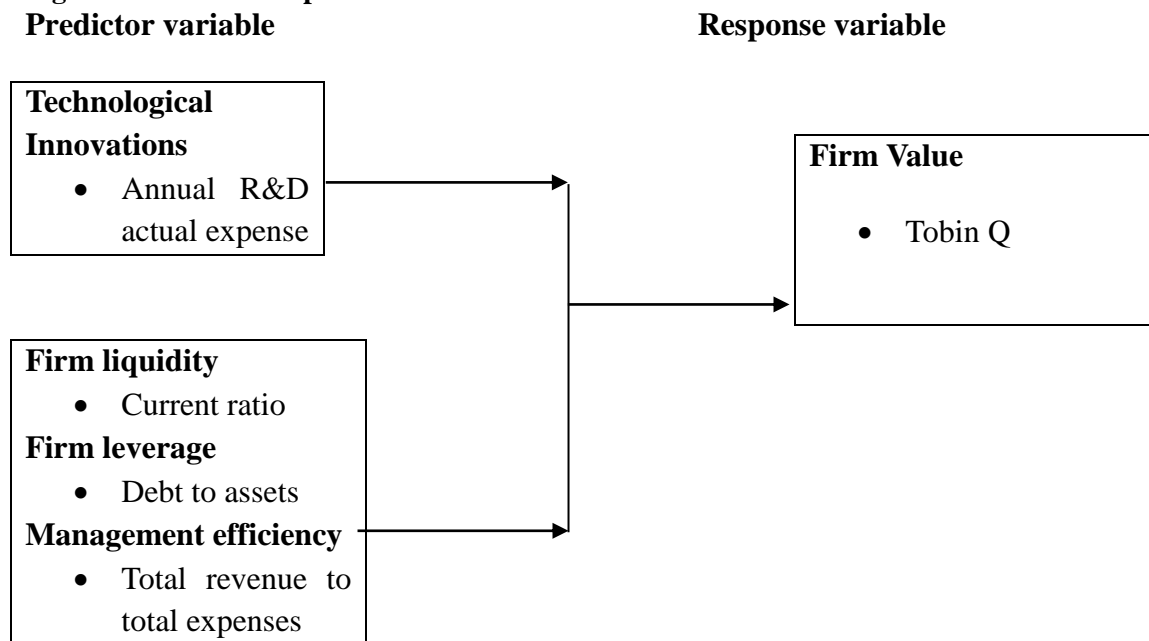 Predictor variable
Response variable
Technological
Innovations
• Annual R&D
actual expense
Firm Value
• Tobin Q
Firm liquidity
• Current ratio
Firm leverage
• Debt to assets
Management efficiency
• Total revenue to
total expenses